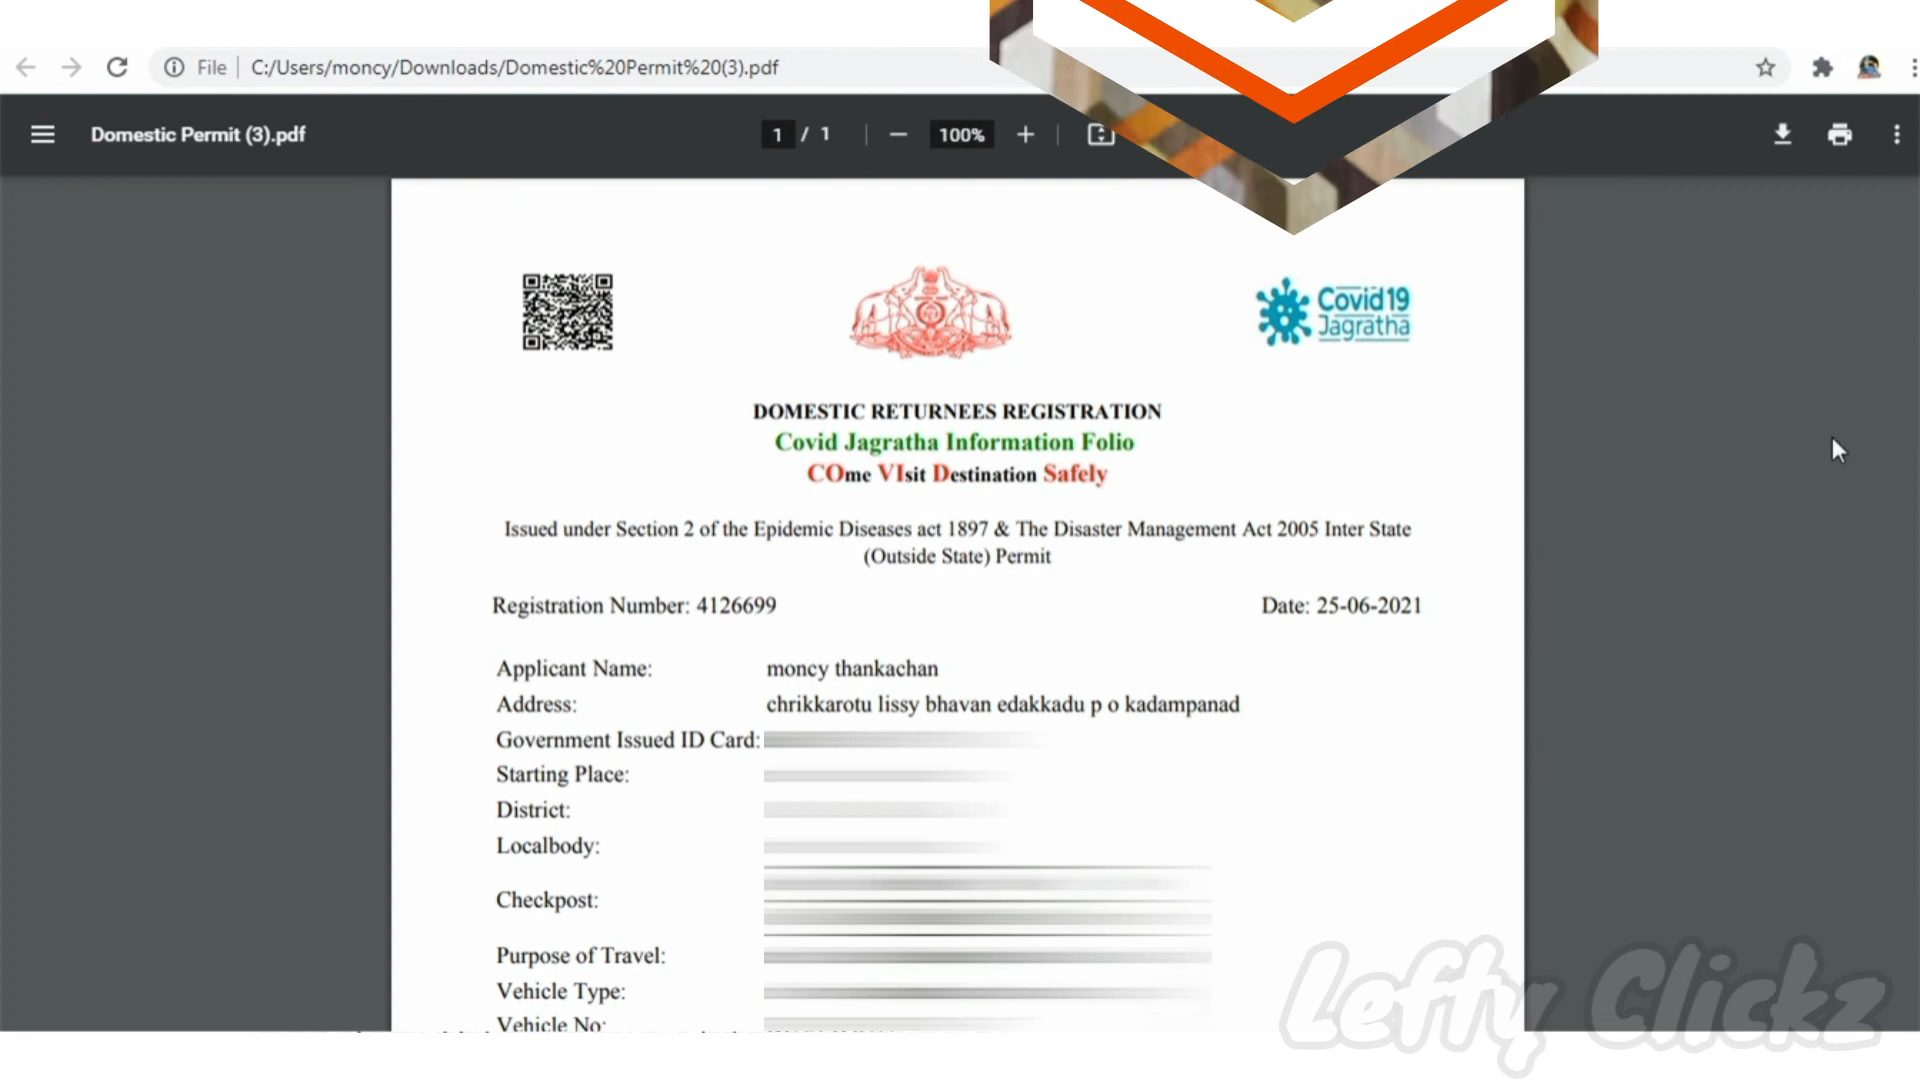 File | C:/Users/moncy/Downloads/Domestic%20Permit%20(3).pdf
Domestic Permit (3).pdf
1 / 1
100%
Covid19
Jagratha
DOMESTIC RETURNEES REGISTRATION
Covid Jagratha Information Folio
COme VIsit Destination Safely
Issued under Section 2 of the Epidemic Diseases act 1897 & The Disaster Management Act 2005 Inter State
(Outside State) Permit
Registration Number: 4126699
Date: 25-06-2021
Applicant Name: moncy thankachan
Address: chrikkarotu lissy bhavan edakkadu p o kadampanad
Government Issued ID Card:
Starting Place:
District:
Localbody:
Checkpost:
Purpose of Travel:
Vehicle Type:
Vehicle No:
Lefty Clickz